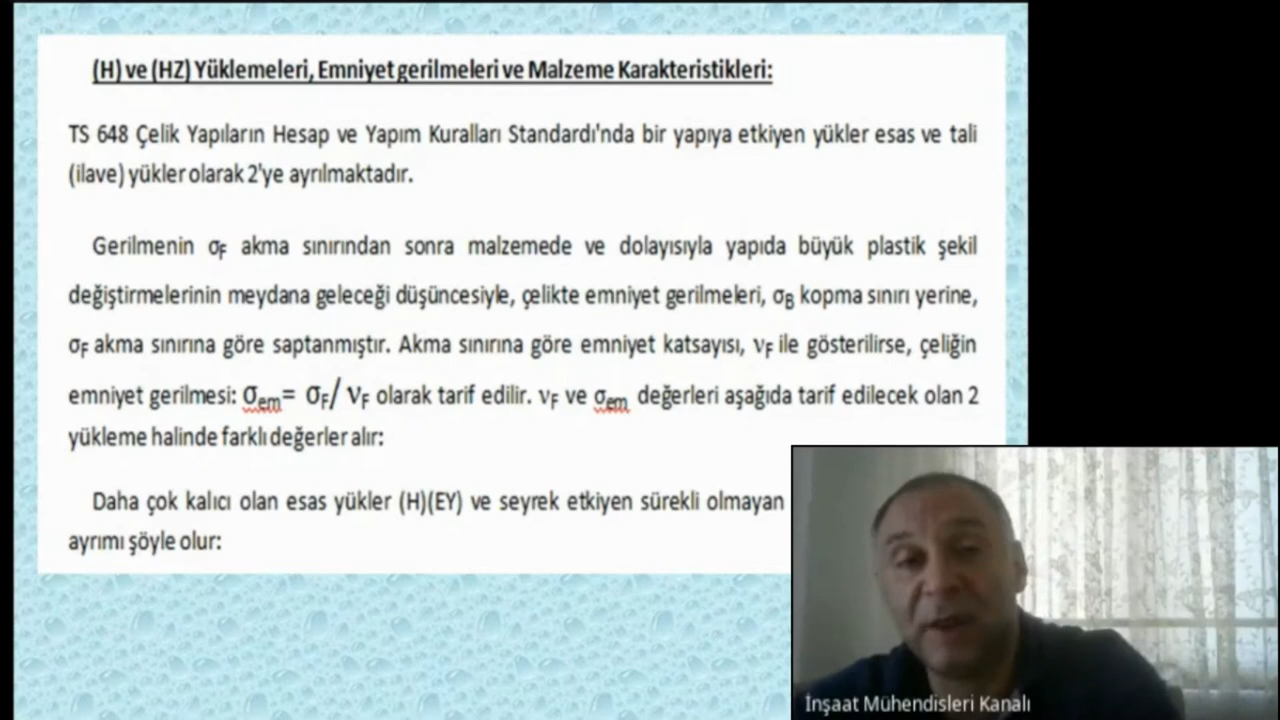 (H) ve (HZ) Yüklemeleri, Emniyet gerilmeleri ve Malzeme Karakteristikleri:
TS 648 Çelik Yapıların Hesap ve Yapım Kuralları Standardı'nda bir yapıya etkiyen yükler esas ve tali
(ilave) yükler olarak 2'ye ayrılmaktadır.
Gerilmenin σF akma sınırından sonra malzemede ve dolayısıyla yapıda büyük plastik şekil
değiştirmelerinin meydana geleceği düşüncesiyle, çelikte emniyet gerilmeleri, σB kopma sınırı yerine,
σF akma sınırına göre saptanmıştır. Akma sınırına göre emniyet katsayısı, νF ile gösterilirse, çeliğin
emniyet gerilmesi: σem= σF/ νF olarak tarif edilir. νF ve σem değerleri aşağıda tarif edilecek olan 2
yükleme halinde farklı değerler alır:
Daha çok kalıcı olan esas yükler (H)(EY) ve seyrek etkiyen sürekli olmayan
ayrımı şöyle olur:
İnşaat Mühendisleri Kanalı